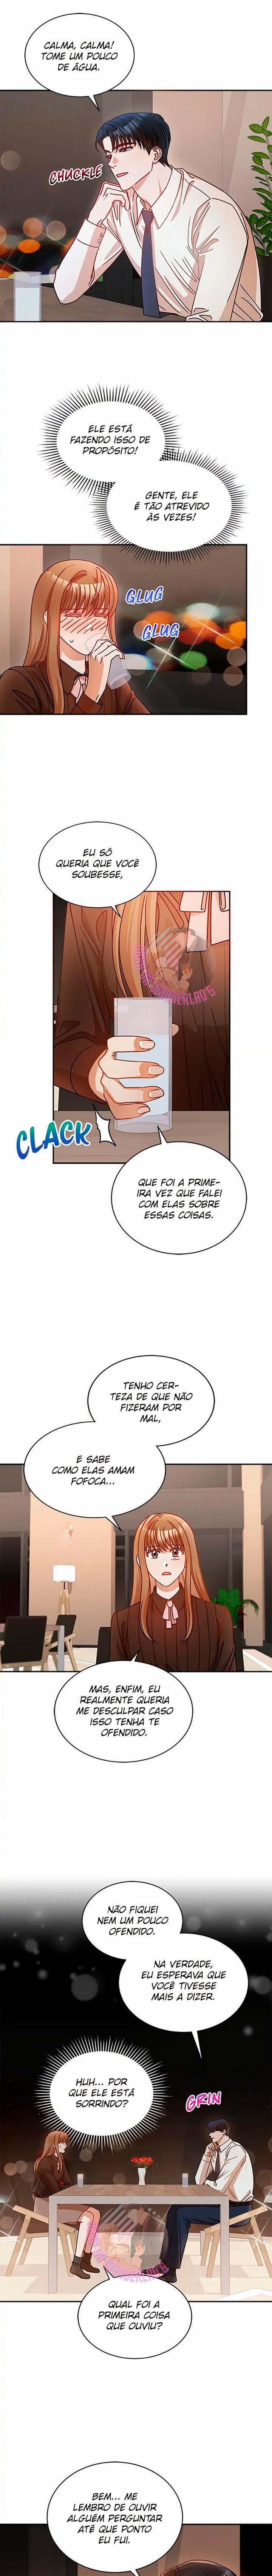 CALMA, CALMA!
TOME UM POUCO
DE ÁGUA.
CHUCKLE
ELE ESTÁ
FAZENDO ISSO DE
PROPÓSITO!
GENTE, ELE
É TÃO ATREVIDO
ÀS VEZES!
GLUG
GLUG
EU SÓ
QUERIA QUE VOCÊ
SOUBESSE,
CLACK
QUE FOI A PRIME-
IRA VEZ QUE FALEI
COM ELAS SOBRE
ESSAS COISAS.
TENHO CER-
TEZA DE QUE NÃO
FIZERAM POR
MAL,
E SABE
COMO ELAS AMAM
FOFOCA...
MAS, ENFIM, EU
REALMENTE QUERIA
ME DESCULPAR CASO
ISSO TENHA TE
OFENDIDO.
NÃO FIQUEI
NEM UM POUCO
OFENDIDO.
NA VERDADE,
EU ESPERAVA QUE
VOCÊ TIVESSE
MAIS A DIZER.
HUH... POR
QUE ELE ESTÁ
SORRINDO?
GRIN
QUAL FOI A
PRIMEIRA COISA
QUE OUVIU?
BEM... ME
LEMBRO DE OUVIR
ALGUÉM PERGUNTAR
ATÉ QUE PONTO
EU FUI.